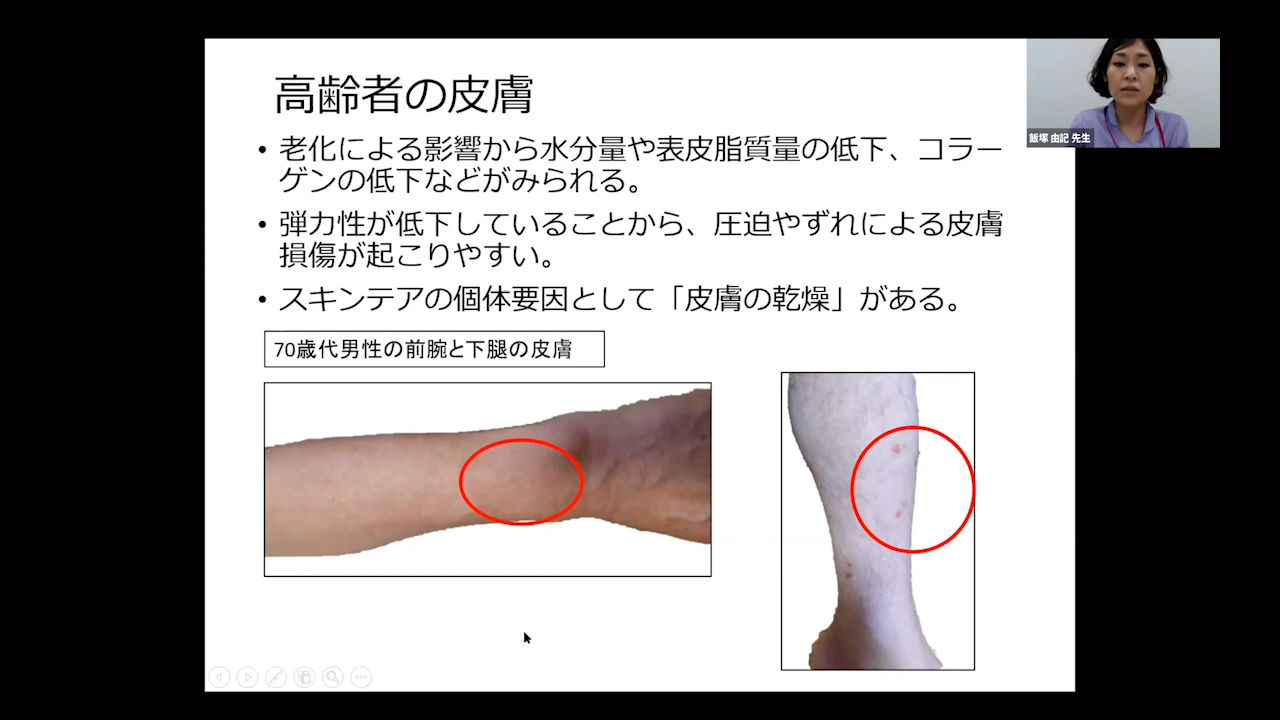 高齢者の皮膚
• 老化による影響から水分量や表皮脂質量の低下、コラー
ゲンの低下などがみられる。
• 弾力性が低下していることから、圧迫やずれによる皮膚
損傷が起こりやすい。
• スキンテアの個体要因として「皮膚の乾燥」がある。
70歳代男性の前腕と下腿の皮膚
飯塚 由記 先生